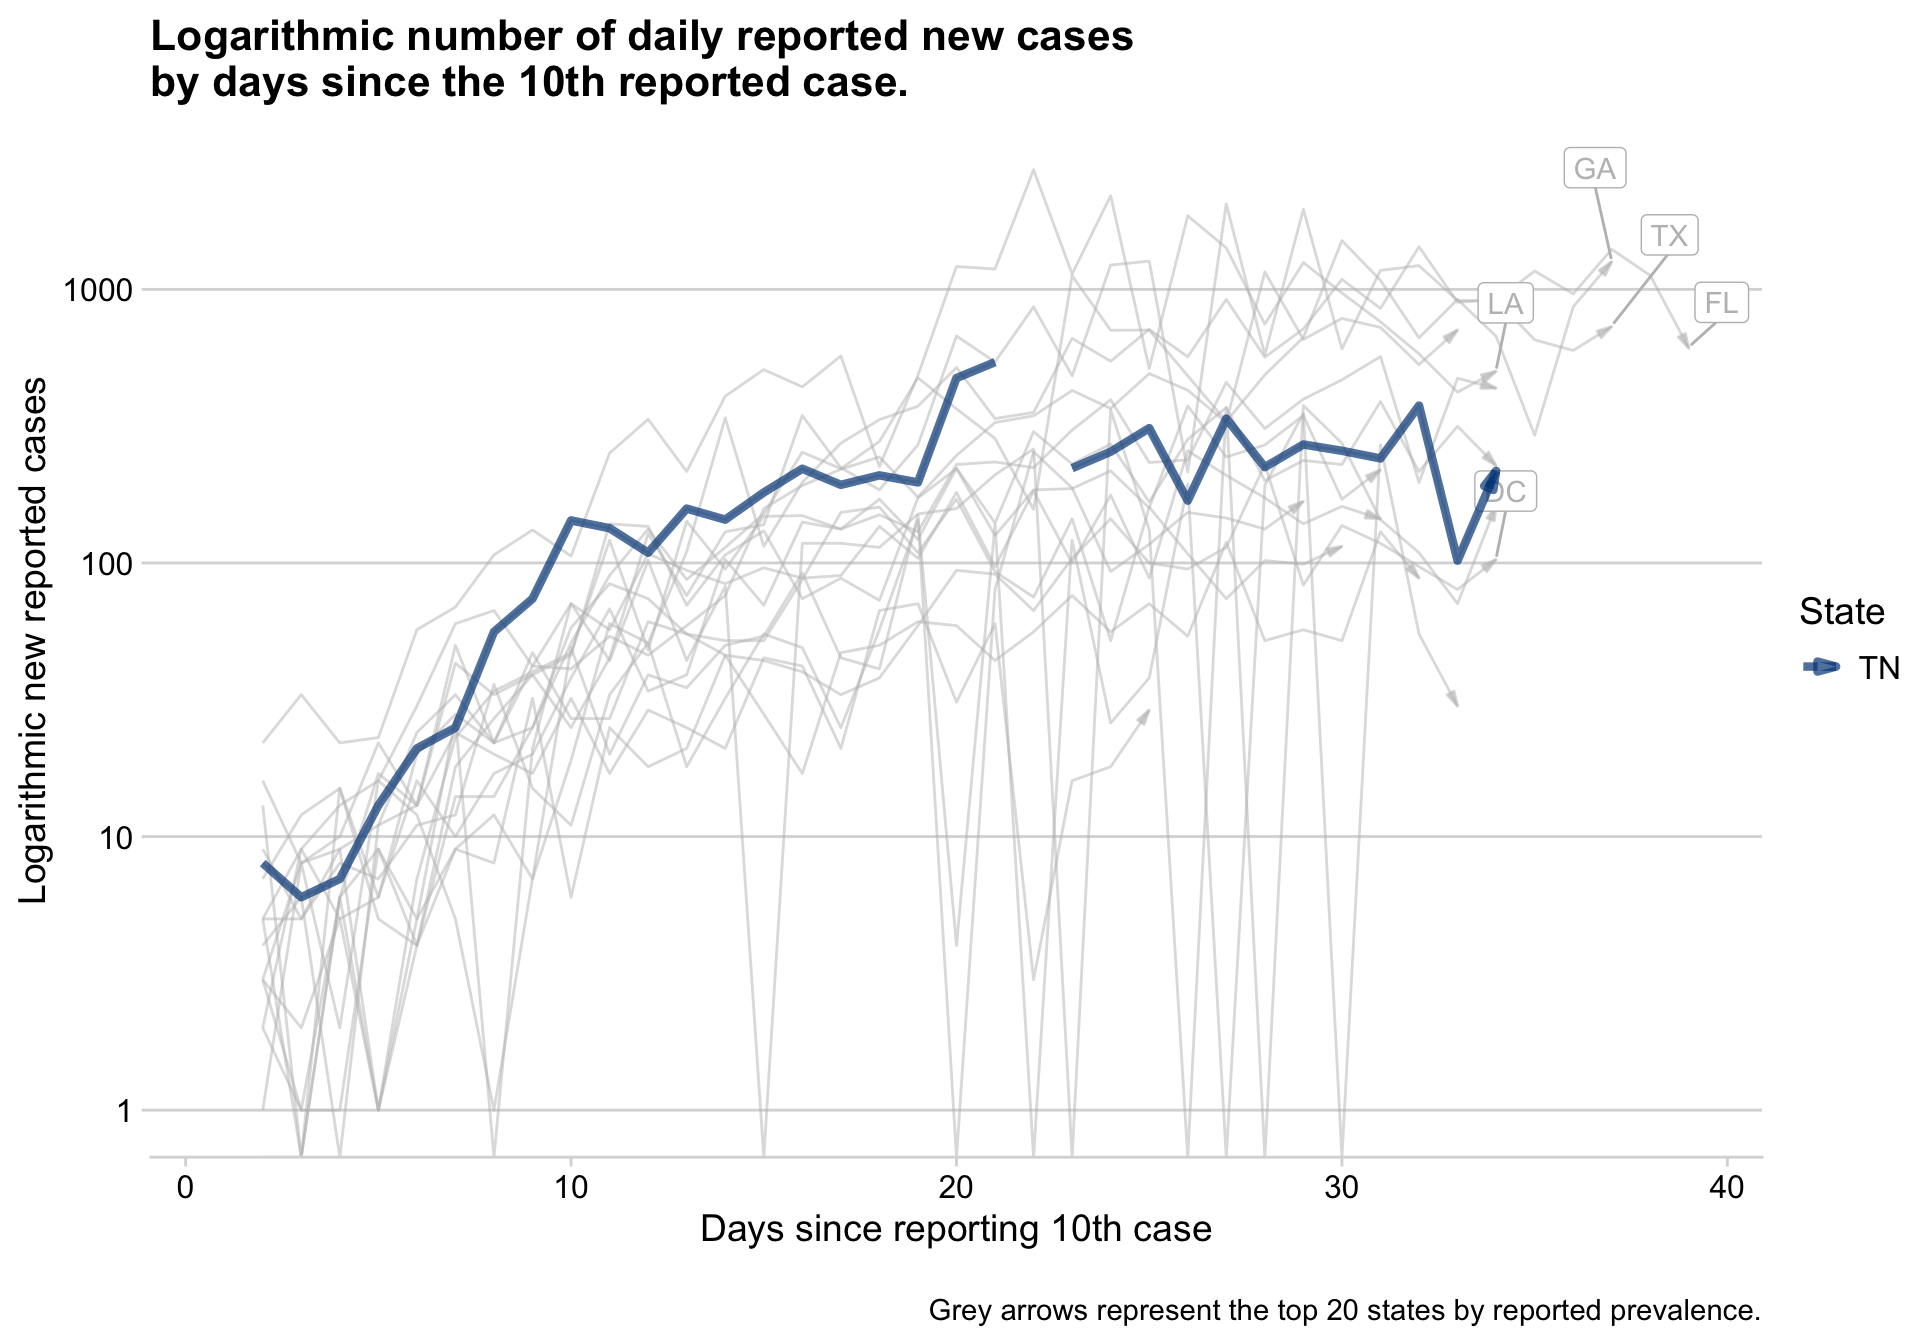 Logarithmic number of daily reported new cases
by days since the 10th reported case.
GA
TX
FL
LA
DC
1000
100
10
1
Logarithmic new reported cases
State
TN
0
10
20
30
40
Days since reporting 10th case
Grey arrows represent the top 20 states by reported prevalence.